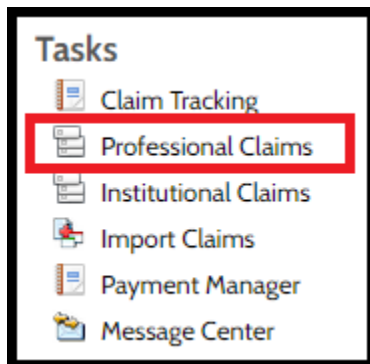 Tasks
Claim Tracking
Professional Claims
Institutional Claims
Import Claims
Payment Manager
Message Center